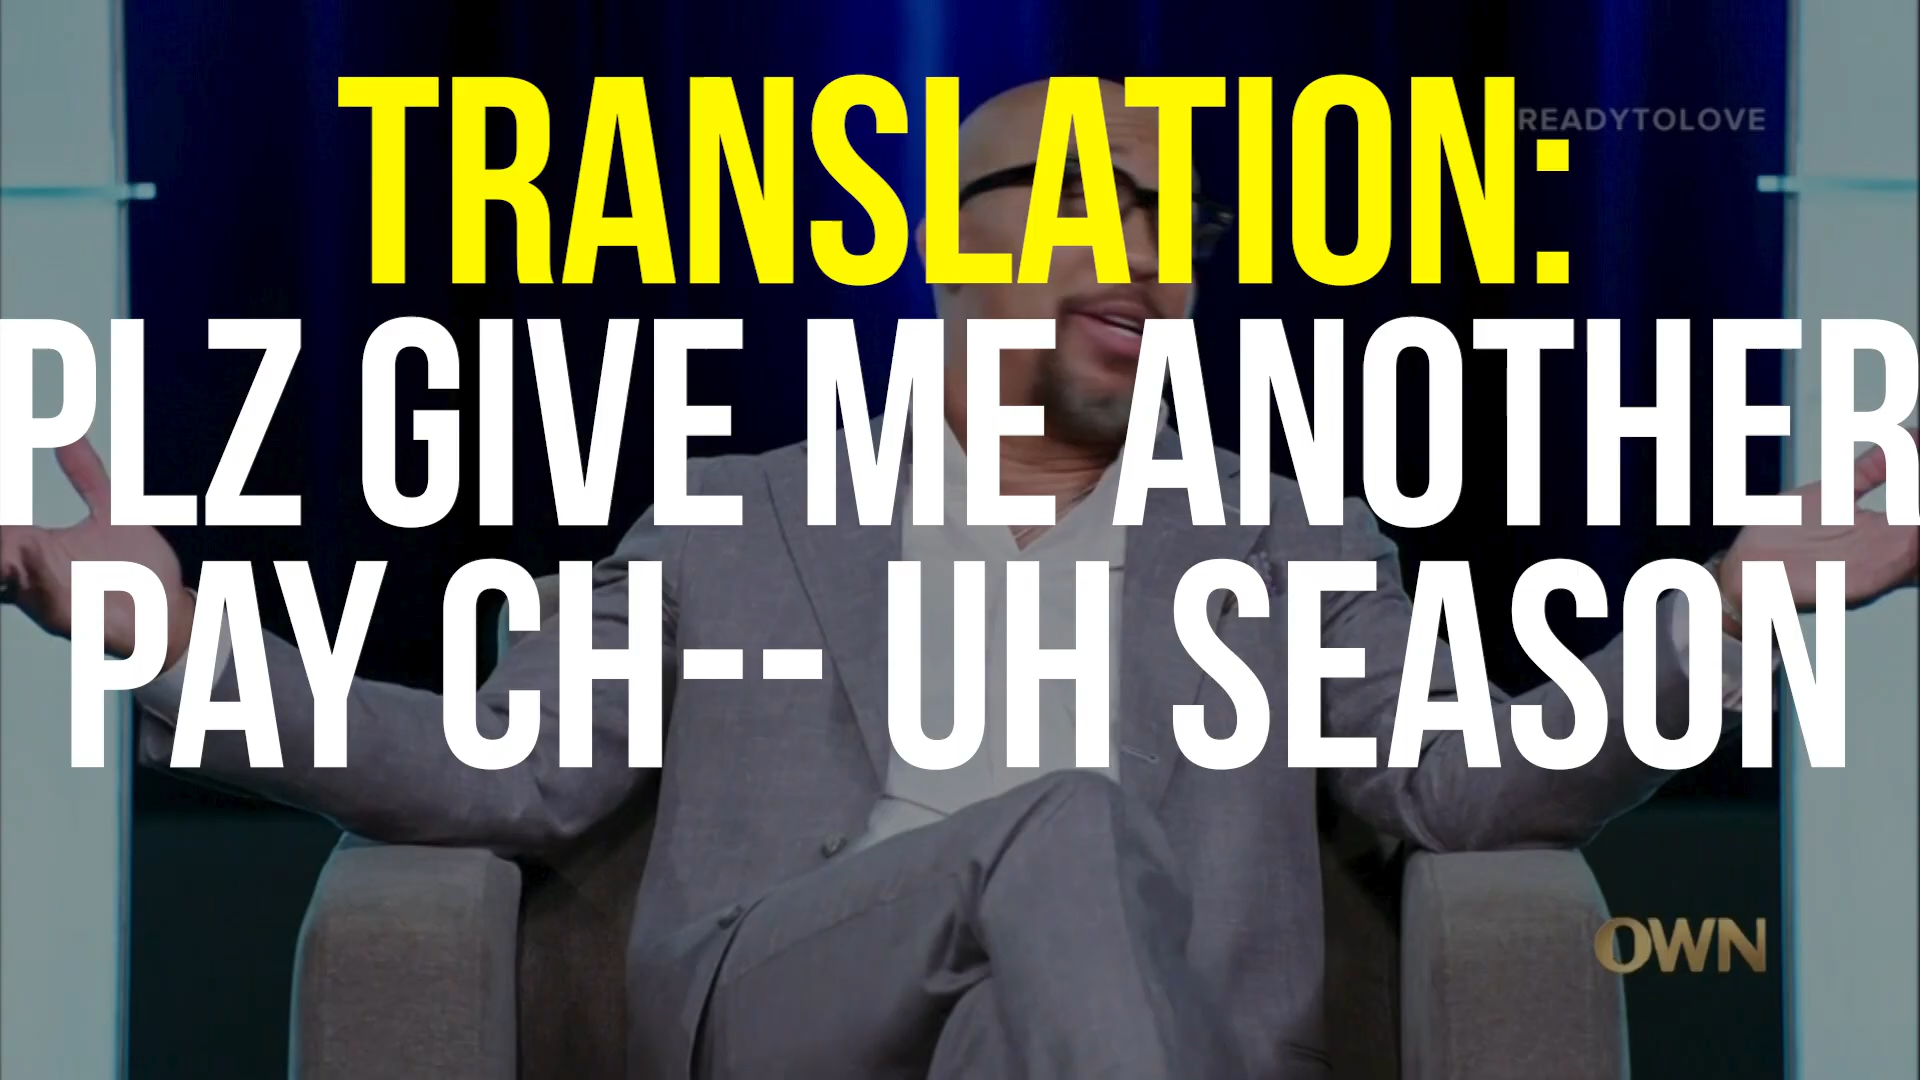 READYTOLOVE
TRANSLATION:
PLZ GIVE ME ANOTHER
PAY CH-- UH SEASON
OWN